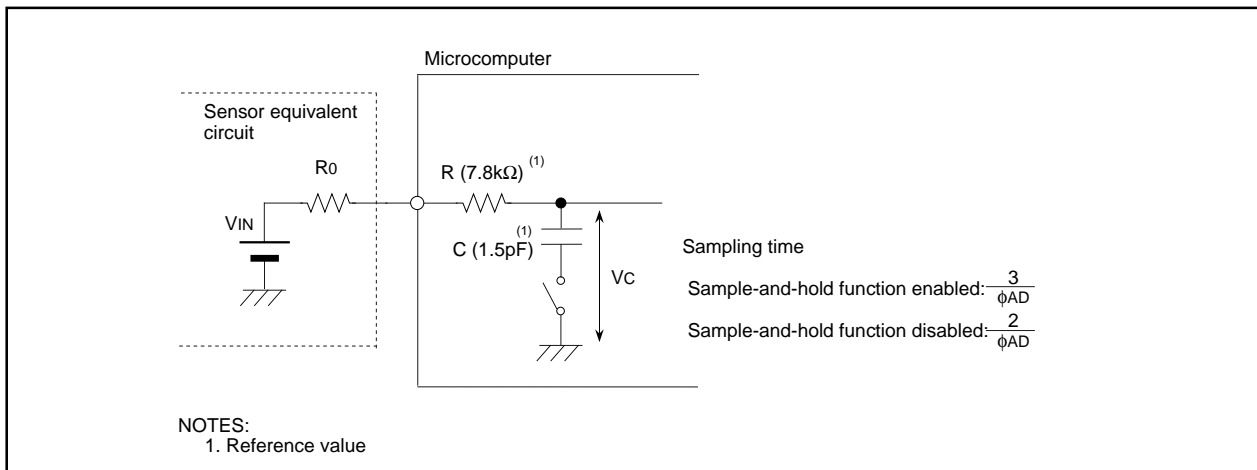 Microcomputer
Sensor equivalent
circuit
R0
R (7.8kΩ) (1)
VIN
C (1.5pF) (1)
VC
Sampling time
Sample-and-hold function enabled: 3/ϕAD
Sample-and-hold function disabled: 2/ϕAD
NOTES:
1. Reference value